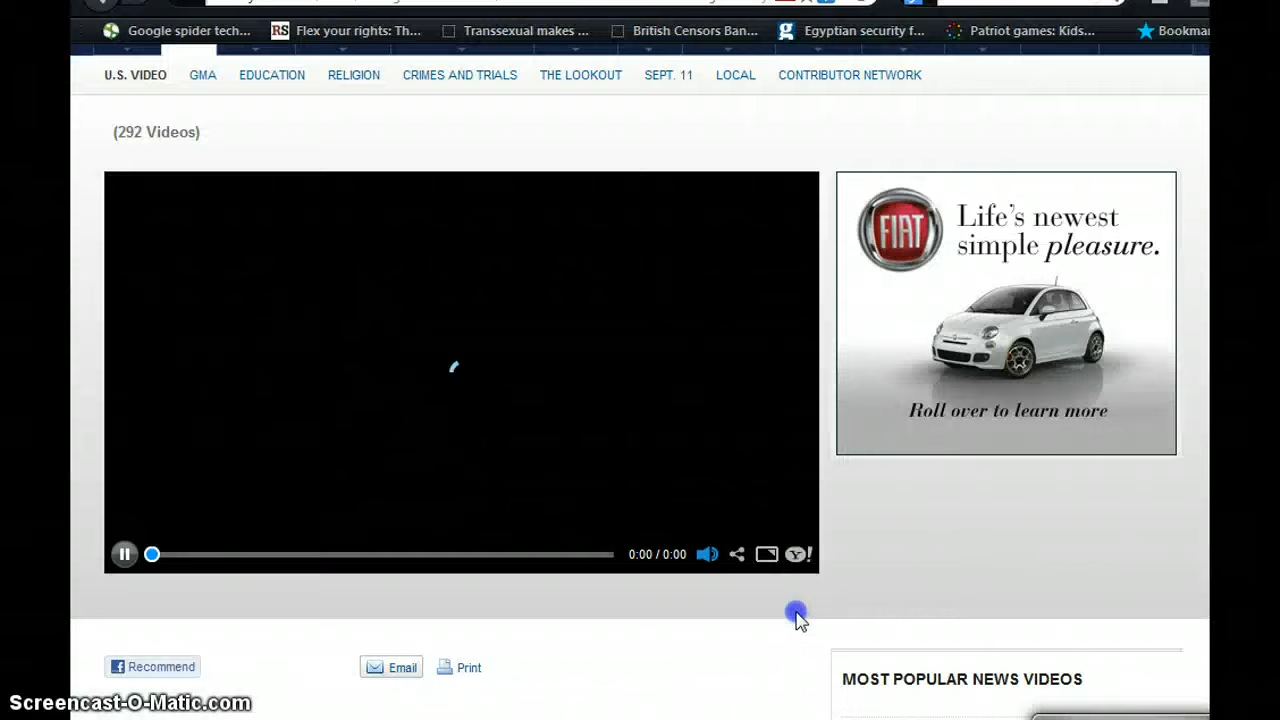 Google spider tech... Flex your rights: Th... Transsexual makes ... British Censors Ban... Egyptian security f... Patriot games: Kids... Bookmar
U.S. VIDEO GMA EDUCATION RELIGION CRIMES AND TRIALS THE LOOKOUT SEPT. 11 LOCAL CONTRIBUTOR NETWORK
(292 Videos)
FIAT
Life's newest
simple pleasure.
Roll over to learn more
0:00 / 0:00 Y!
Recommend Email Print
MOST POPULAR NEWS VIDEOS
Screencast-O-Matic.com